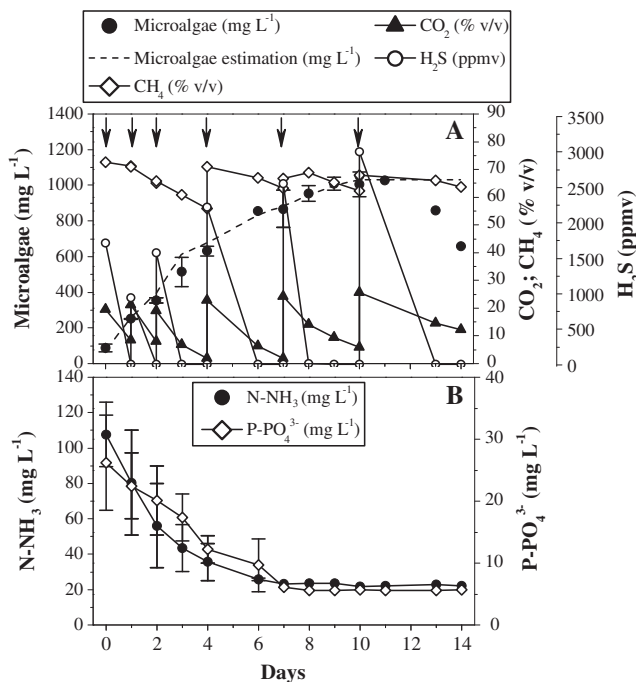 Microalgae (mg L⁻¹)
CO₂ (% v/v)
Microalgae estimation (mg L⁻¹)
H₂S (ppmv)
CH₄ (% v/v)
A
1400
1200
1000
800
600
400
200
0
Microalgae (mg L⁻¹)
90
80
70
60
50
40
30
20
10
0
CO₂; CH₄ (% v/v)
3500
3000
2500
2000
1500
1000
500
0
H₂S (ppmv)
B
N-NH₃ (mg L⁻¹)
P-PO₄³⁻ (mg L⁻¹)
140
120
100
80
60
40
20
0
N-NH₃ (mg L⁻¹)
40
30
20
10
0
P-PO₄³⁻ (mg L⁻¹)
0 2 4 6 8 10 12 14
Days